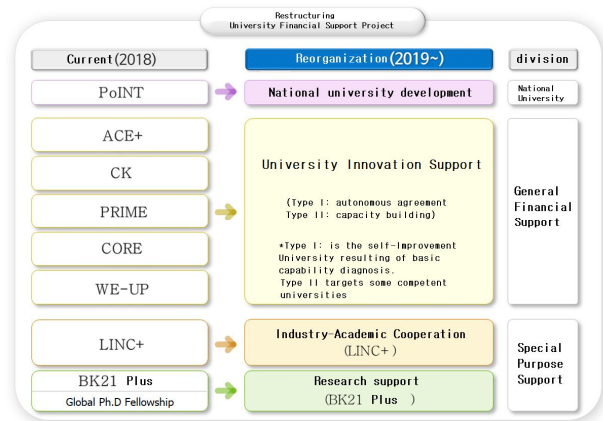 Restructuring
University Financial Support Project
Current(2018)
Reorganization(2019~)
division
PoINT
National university development
National
University
ACE+
CK
PRIME
CORE
WE-UP
University Innovation Support
(Type I: autonomous agreement
Type II: capacity building)
*Type I: is the self-Improvement
University resulting of basic
capability diagnosis.
Type II targets some competent
universities
General
Financial
Support
LINC+
Industry-Academic Cooperation
(LINC+ )
BK21 Plus
Global Ph.D Fellowship
Research support
(BK21 Plus )
Special
Purpose
Support